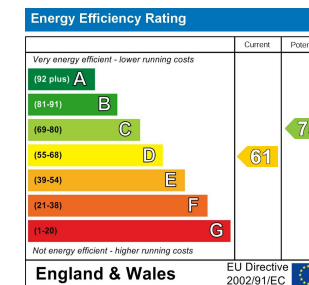 Energy Efficiency Rating
Current
Very energy efficient - lower running costs
(92 plus) A
(81-91) B
(69-80) C
(55-68) D
61
(39-54) E
(21-38) F
(1-20) G
Not energy efficient - higher running costs
England & Wales
EU Directive
2002/91/EC